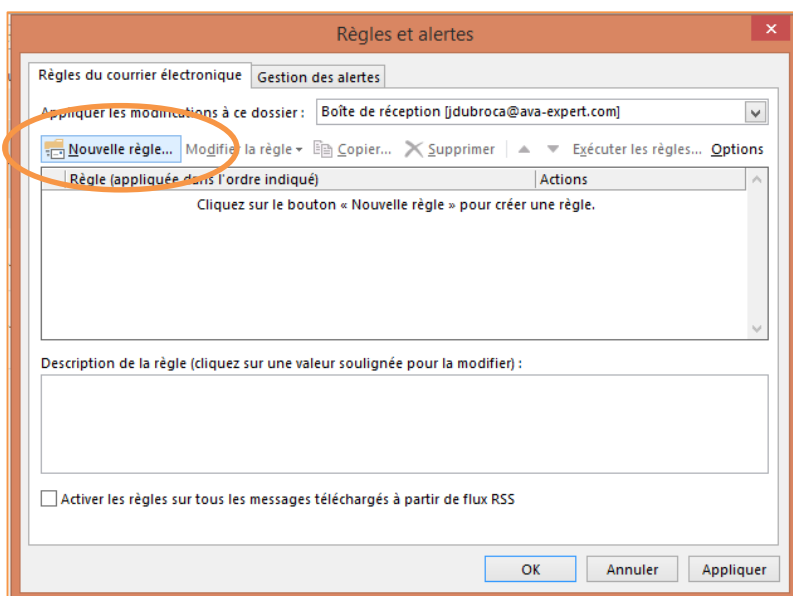 Règles et alertes
Règles du courrier électronique Gestion des alertes
Appliquer les modifications à ce dossier : Boîte de réception [jdubroca@ava-expert.com]
Nouvelle règle... Modifier la règle Copier... Supprimer Exécuter les règles... Options
Règle (appliquée dans l'ordre indiqué) Actions
Cliquez sur le bouton « Nouvelle règle » pour créer une règle.
Description de la règle (cliquez sur une valeur soulignée pour la modifier) :
Activer les règles sur tous les messages téléchargés à partir de flux RSS
OK Annuler Appliquer